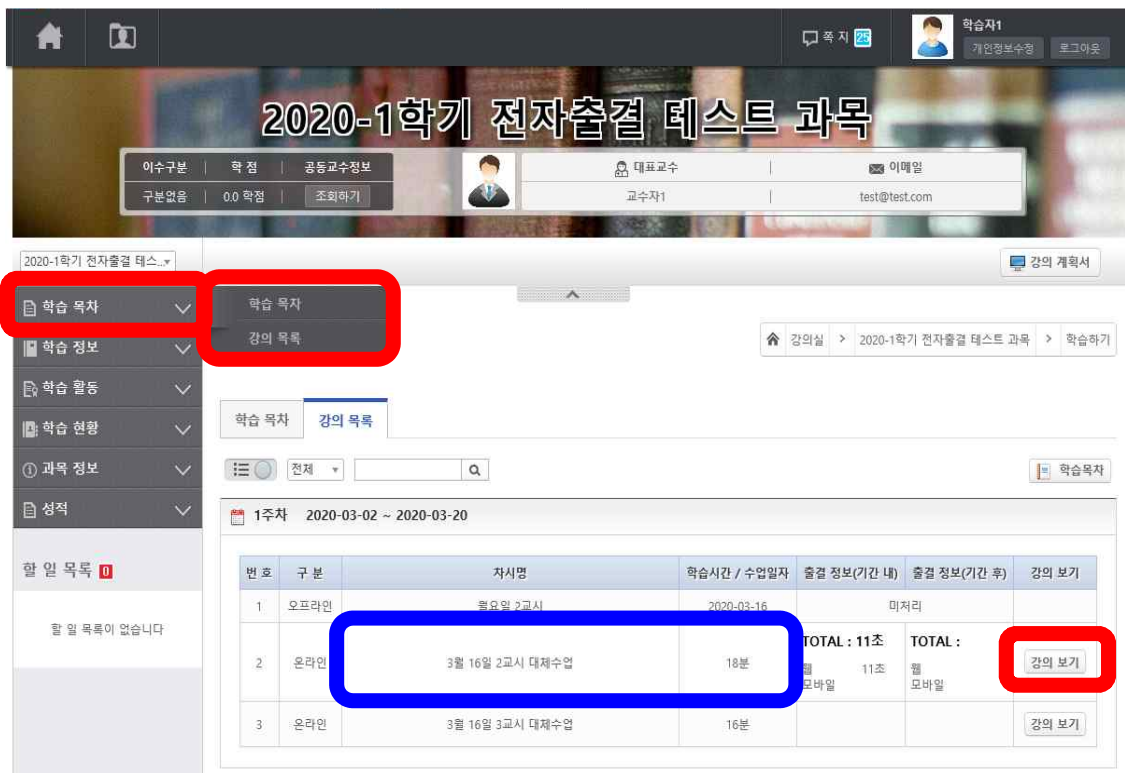 쪽 지 25
학습자1
개인정보수정 로그아웃
2020-1학기 전자출결 테스트 과목
이수구분 | 학 점 | 공동교수정보
대표교수 | 이메일
구분없음 | 0.0 학점 | 조회하기
교수자1 | test@test.com
2020-1학기 전자출결 테스...
강의 계획서
학습 목차
학습 정보
학습 활동
학습 현황
과목 정보
성적
할 일 목록 0
할 일 목록이 없습니다
학습 목차
강의 목록
강의실 > 2020-1학기 전자출결 테스트 과목 > 학습하기
학습 목차 강의 목록
전체
학습목차
1주차 2020-03-02 ~ 2020-03-20
번 호 구 분 차시명 학습시간 / 수업일자 출결 정보(기간 내) 출결 정보(기간 후) 강의 보기
1 오프라인 월요일 2교시 2020-03-16 미처리
2 온라인 3월 16일 2교시 대체수업 18분 TOTAL : 11초 TOTAL : 강의 보기
웹 11초 웹
모바일 모바일
3 온라인 3월 16일 3교시 대체수업 16분 강의 보기